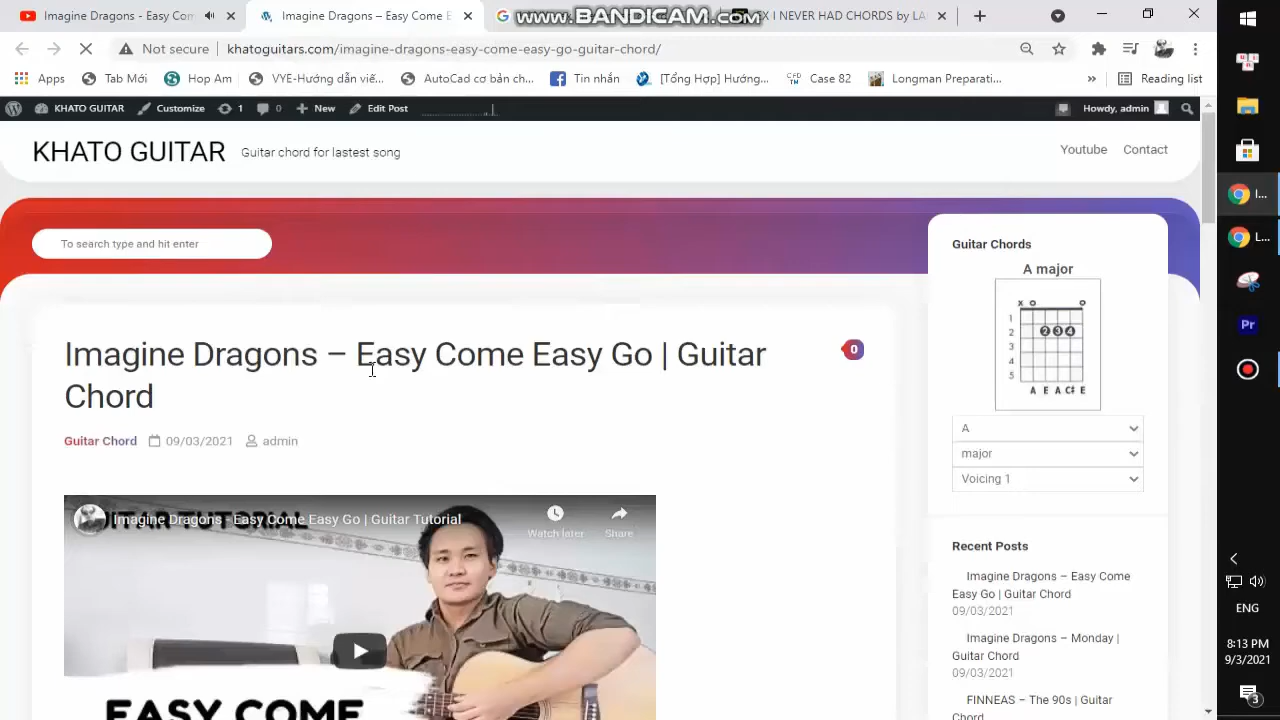 Imagine Dragons - Easy Come E
Imagine Dragons – Easy Come E
www.BANDICAM.com
X I NEVER HAD CHORDS by LA
Not secure
khatoguitars.com/imagine-dragons-easy-come-easy-go-guitar-chord/
Apps
Tab Mới
Hop Am
VYE-Hướng dẫn viế...
AutoCad cơ bản ch...
Tin nhắn
[Tổng Hợp] Hướng...
Case 82
Longman Preparati...
»
Reading list
KHATO GUITAR
1
Customize
0
New
Edit Post
Howdy, admin
KHATO GUITAR
Guitar chord for lastest song
Youtube
Contact
To search type and hit enter
Imagine Dragons – Easy Come Easy Go | Guitar
Chord
0
Guitar Chord
09/03/2021
admin
Imagine Dragons - Easy Come Easy Go | Guitar Tutorial
Watch later
Share
EASY COME
Guitar Chords
A major
x o o
1
2
3
4
5
2 3 4
A E A C# E
A
major
Voicing 1
Recent Posts
Imagine Dragons – Easy Come
Easy Go | Guitar Chord
09/03/2021
Imagine Dragons – Monday |
Guitar Chord
09/03/2021
FINNEAS – The 90s | Guitar
Chord
I...
L...
Pr
ENG
8:13 PM
9/3/2021
3